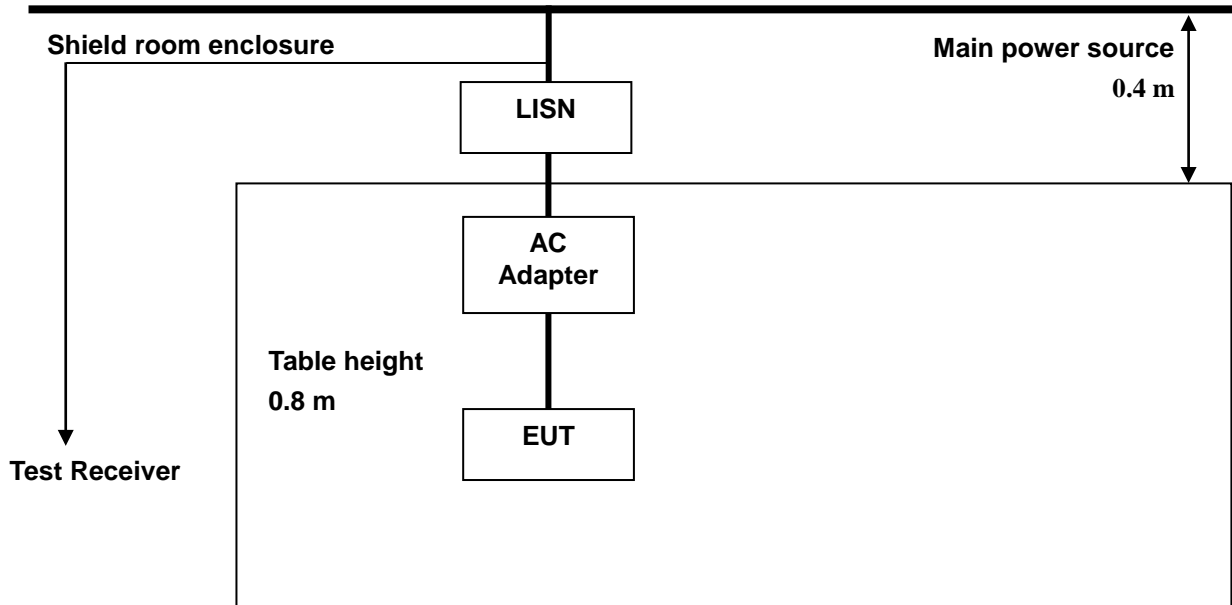 Shield room enclosure
Main power source
0.4 m
LISN
AC
Adapter
Table height
0.8 m
EUT
Test Receiver